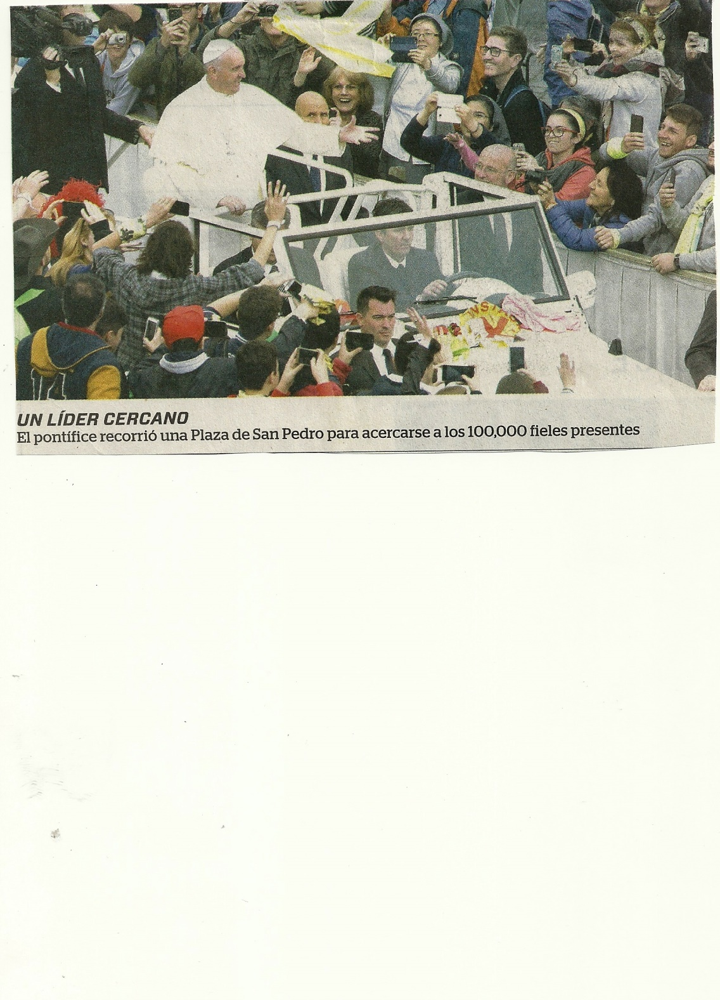 UN LÍDER CERCANO
El pontífice recorrió una Plaza de San Pedro para acercarse a los 100,000 fieles presentes